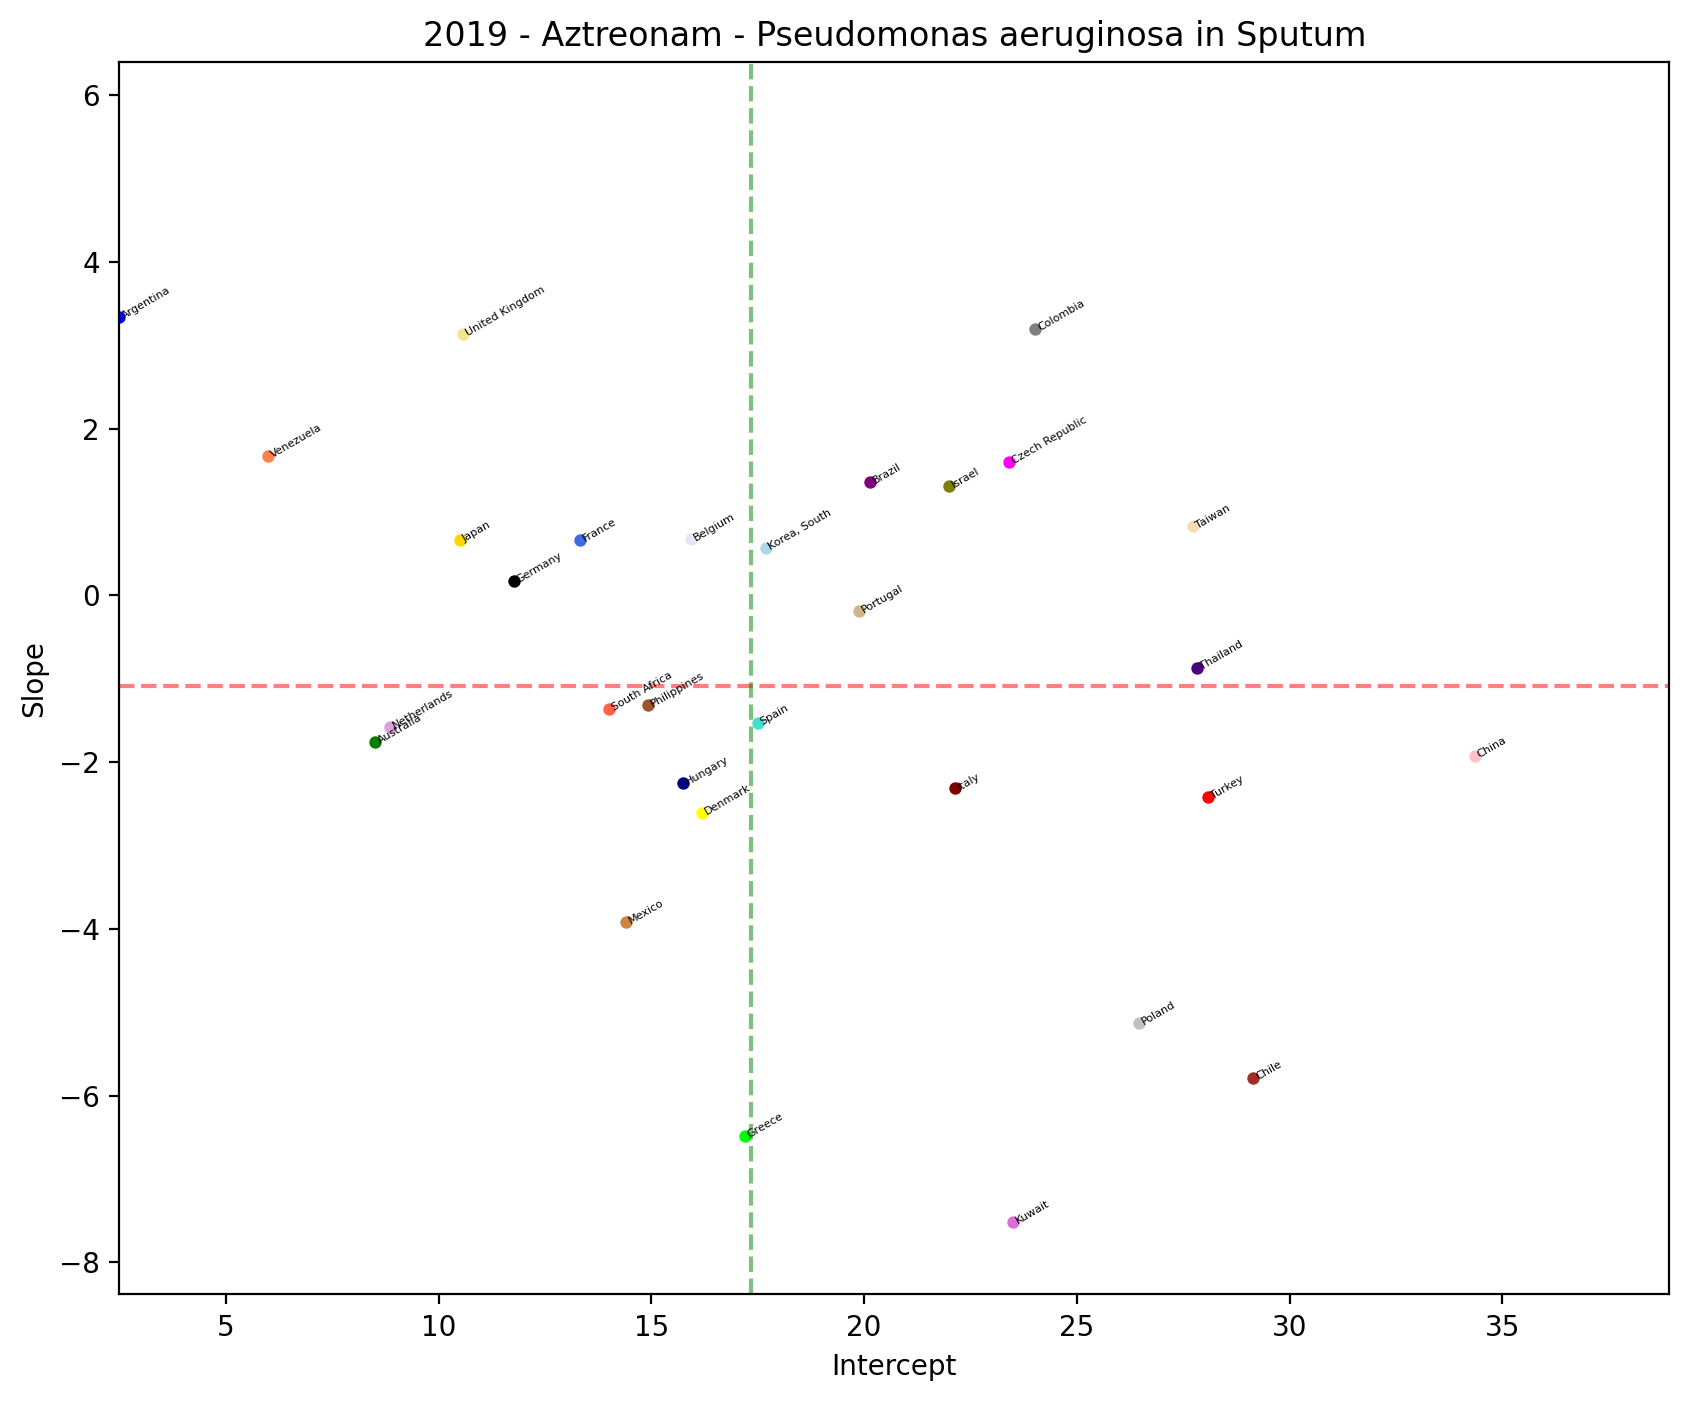 2019 - Aztreonam - Pseudomonas aeruginosa in Sputum
6
4
2
0
−2
−4
−6
−8
Slope
Argentina
United Kingdom
Colombia
Venezuela
Czech Republic
Brazil
Israel
Taiwan
Japan
France
Belgium
Korea, South
Germany
Portugal
Thailand
South Africa
Philippines
Netherlands
Australia
Spain
China
Hungary
Italy
Turkey
Denmark
Mexico
Poland
Chile
Greece
Kuwait
5
10
15
20
25
30
35
Intercept